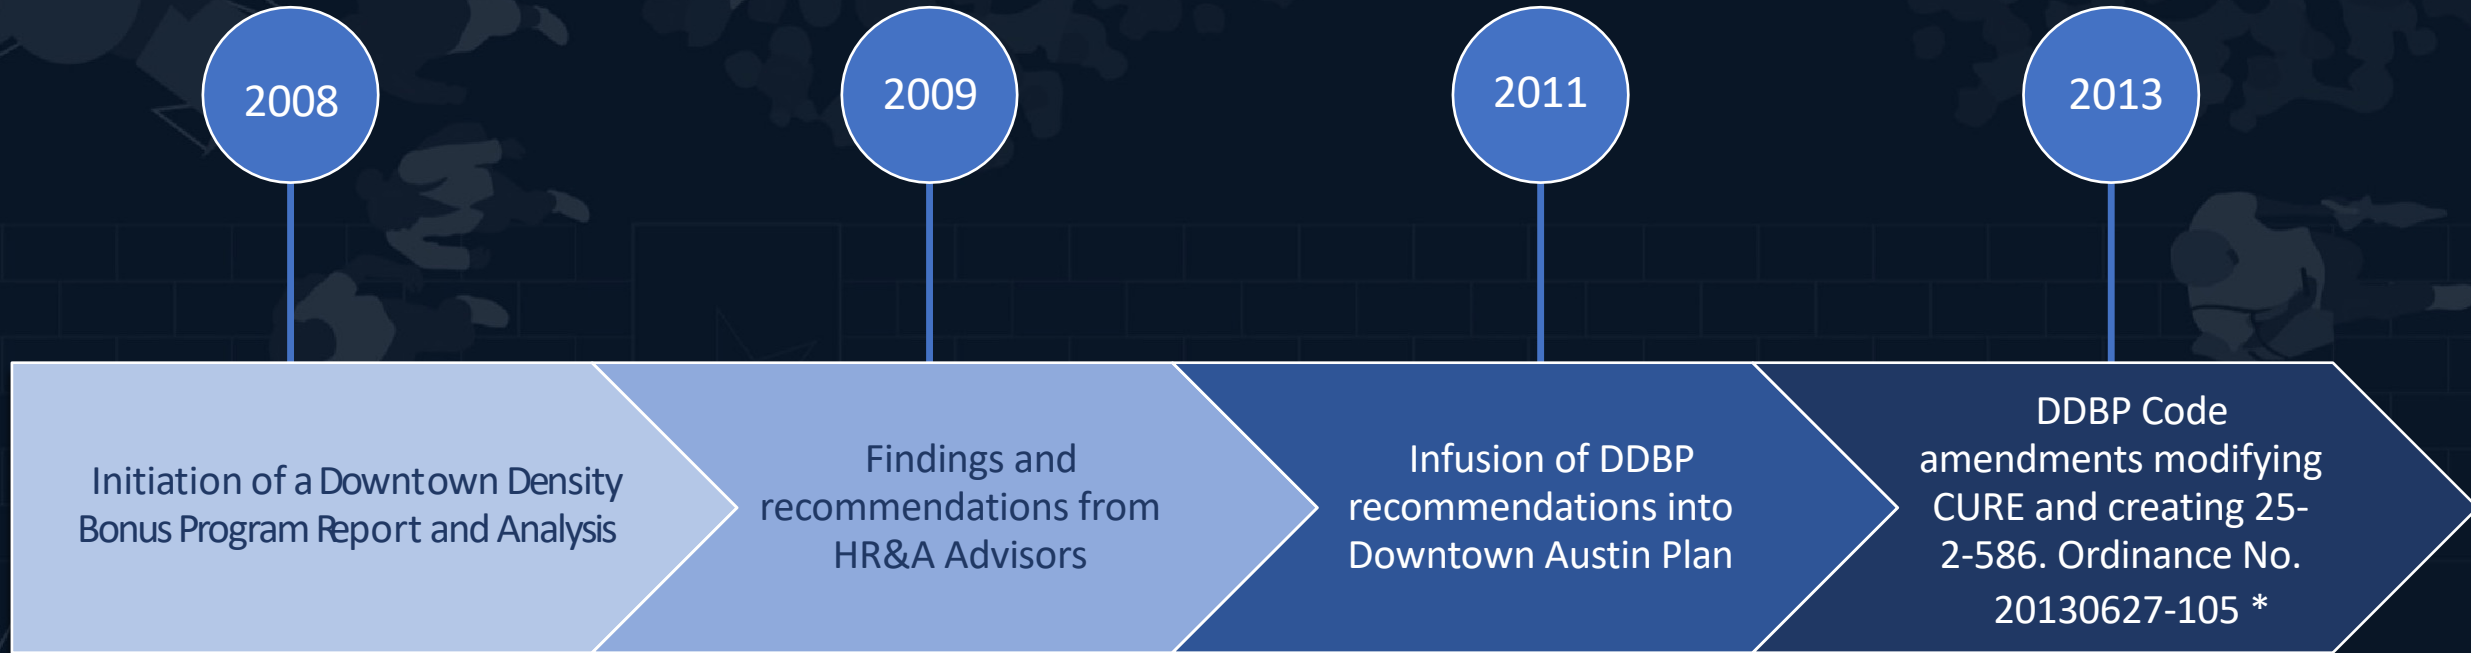 2008
2009
2011
2013
Initiation of a Downtown Density
Bonus Program Report and Analysis
Findings and
recommendations from
HR&A Advisors
Infusion of DDBP
recommendations into
Downtown Austin Plan
DDBP Code
amendments modifying
CURE and creating 25-
2-586. Ordinance No.
20130627-105 *